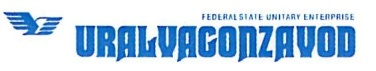 FEDERAL STATE UNITARY ENTERPRISE
URALVAGONZAVOD